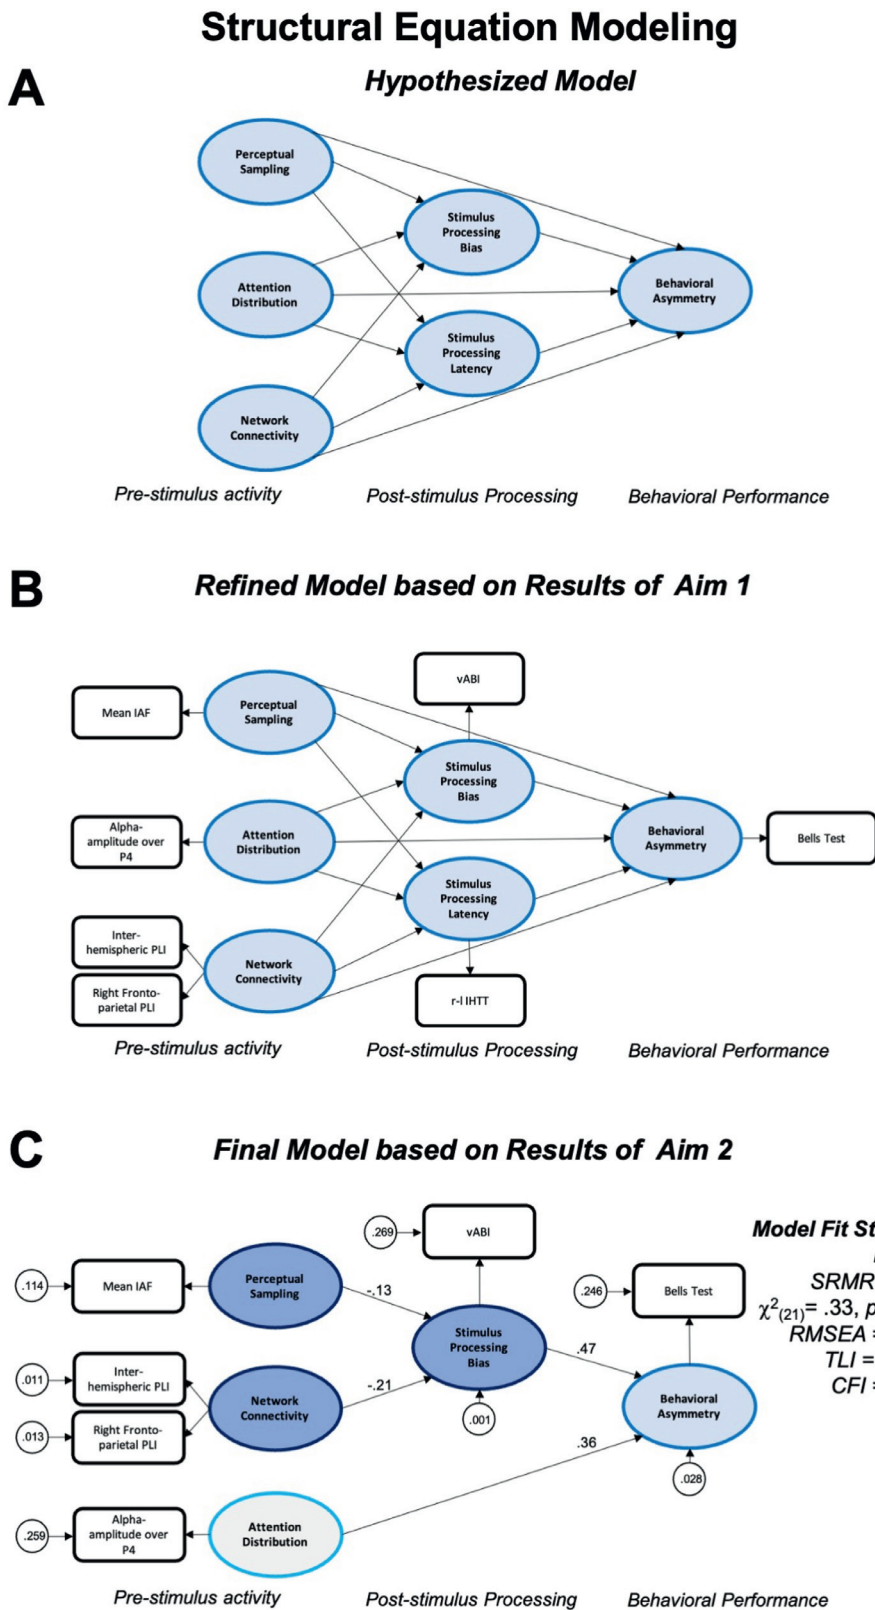 Structural Equation Modeling
A
Hypothesized Model
Perceptual
Sampling
Stimulus
Processing
Bias
Attention
Distribution
Behavioral
Asymmetry
Stimulus
Processing
Latency
Network
Connectivity
Pre-stimulus activity
Post-stimulus Processing
Behavioral Performance
B
Refined Model based on Results of Aim 1
vABI
Mean IAF
Perceptual
Sampling
Stimulus
Processing
Bias
Alpha-
amplitude over
P4
Attention
Distribution
Behavioral
Asymmetry
Bells Test
Stimulus
Processing
Latency
Inter-
hemispheric PLI
Network
Connectivity
Right Fronto-
parietal PLI
r-l IHTT
Pre-stimulus activity
Post-stimulus Processing
Behavioral Performance
C
Final Model based on Results of Aim 2
.269
vABI
Model Fit St
.114
Mean IAF
Perceptual
Sampling
-.13
.246
Bells Test
SRMR
χ²(21)= .33, p
RMSEA =
TLI =
CFI =
Stimulus
Processing
Bias
.47
.011
Inter-
hemispheric PLI
Network
Connectivity
-.21
.013
Right Fronto-
parietal PLI
.001
Behavioral
Asymmetry
.36
.028
.259
Alpha-
amplitude over
P4
Attention
Distribution
Pre-stimulus activity
Post-stimulus Processing
Behavioral Performance